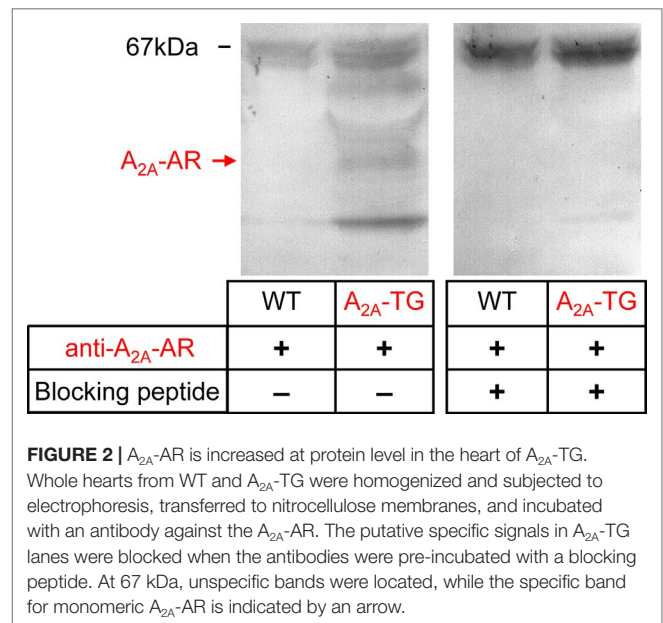 67kDa –
A2A-AR →
WT A2A-TG WT A2A-TG
anti-A2A-AR + + + +
Blocking peptide – – + +
FIGURE 2 | A2A-AR is increased at protein level in the heart of A2A-TG.
Whole hearts from WT and A2A-TG were homogenized and subjected to
electrophoresis, transferred to nitrocellulose membranes, and incubated
with an antibody against the A2A-AR. The putative specific signals in A2A-TG
lanes were blocked when the antibodies were pre-incubated with a blocking
peptide. At 67 kDa, unspecific bands were located, while the specific band
for monomeric A2A-AR is indicated by an arrow.